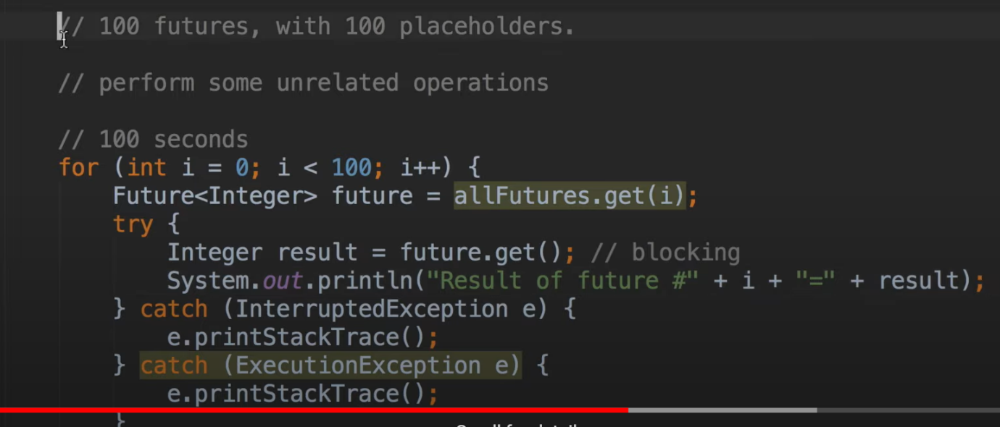 // 100 futures, with 100 placeholders.
// perform some unrelated operations
// 100 seconds
for (int i = 0; i < 100; i++) {
Future<Integer> future = allFutures.get(i);
try {
Integer result = future.get(); // blocking
System.out.println("Result of future #" + i + "=" + result);
} catch (InterruptedException e) {
e.printStackTrace();
} catch (ExecutionException e) {
e.printStackTrace();
}